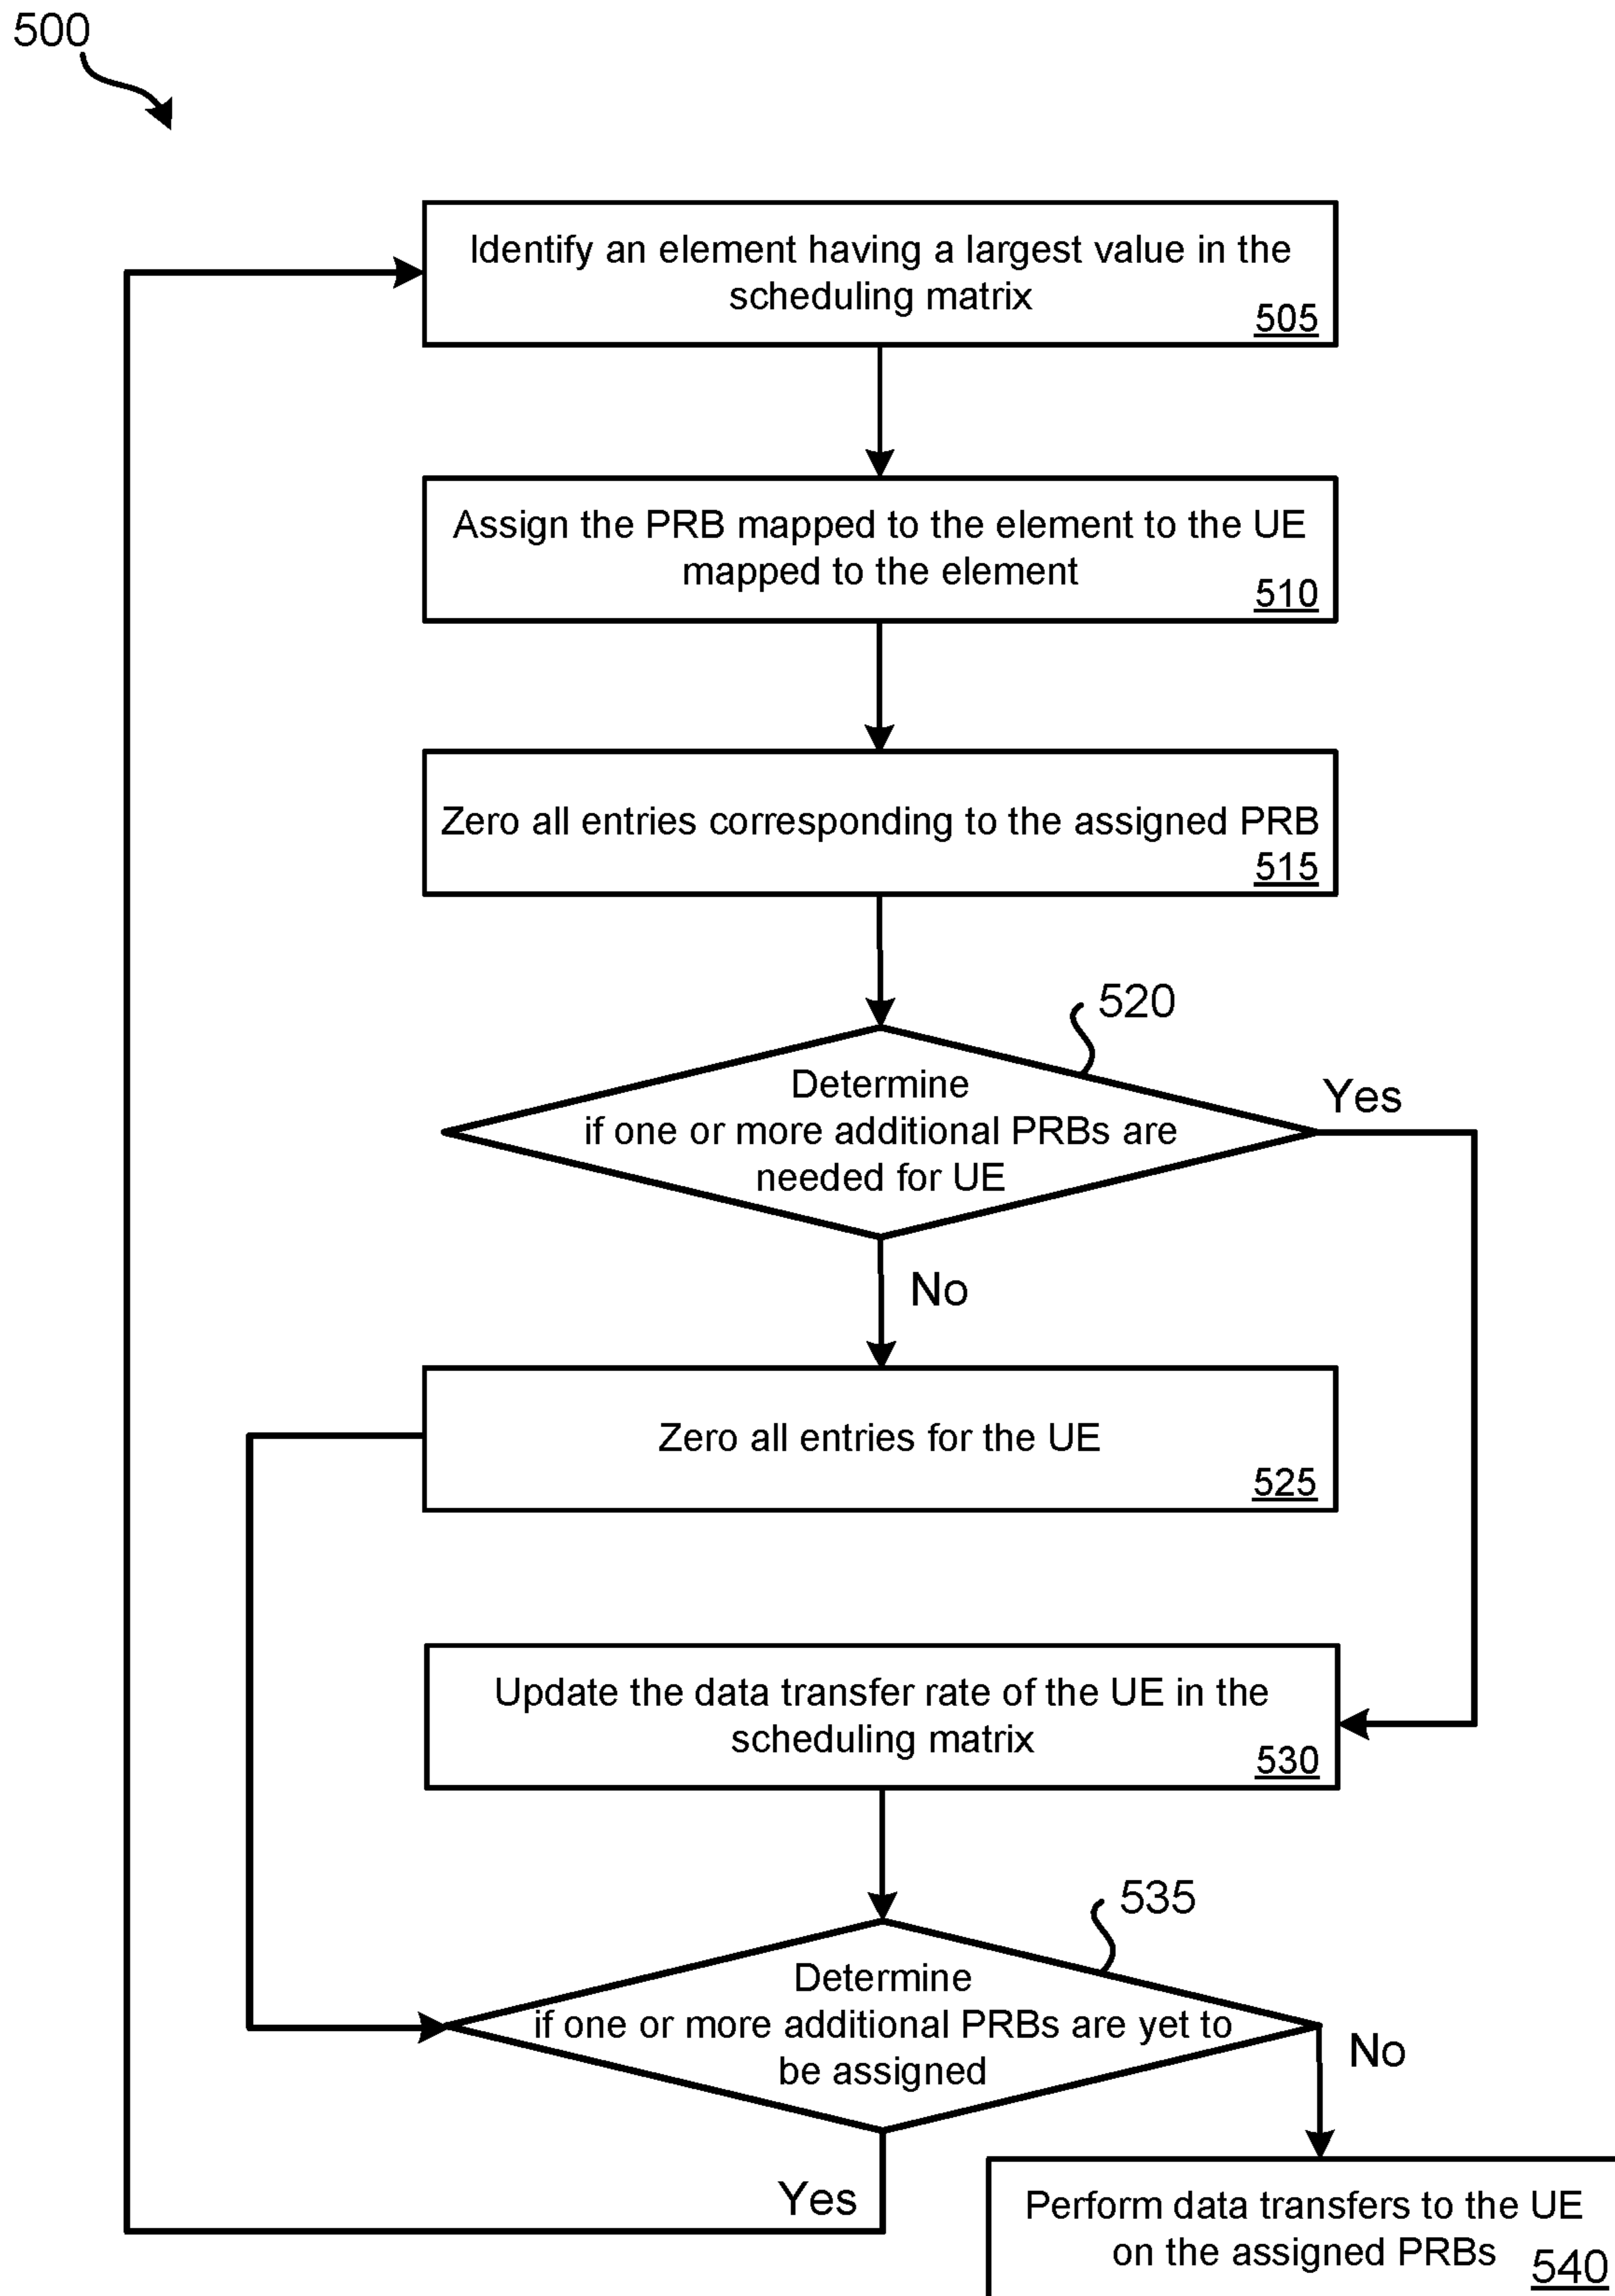 500
Identify an element having a largest value in the
scheduling matrix
505
Assign the PRB mapped to the element to the UE
mapped to the element
510
Zero all entries corresponding to the assigned PRB
515
520
Determine
if one or more additional PRBs are
needed for UE
Yes
No
Zero all entries for the UE
525
Update the data transfer rate of the UE in the
scheduling matrix
530
535
Determine
if one or more additional PRBs are yet to
be assigned
No
Yes
Perform data transfers to the UE
on the assigned PRBs
540